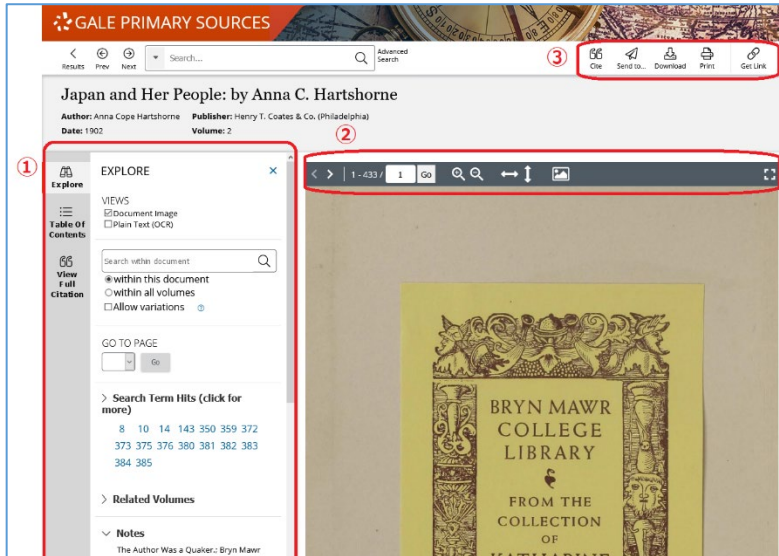 GALE PRIMARY SOURCES
Results Prev Next Search... Advanced Search ③ Cite Send to... Download Print Get Link
Japan and Her People: by Anna C. Hartshorne
Author: Anna Cope Hartshorne Publisher: Henry T. Coates & Co. (Philadelphia)
Date: 1902 Volume: 2
②
①
Explore
Table Of
Contents
View
Full
Citation
EXPLORE ×
VIEWS
Document Image
Plain Text (OCR)
Search within document
within this document
within all volumes
Allow variations ?
GO TO PAGE
Go
> Search Term Hits (click for
more)
8 10 14 143 350 359 372
373 375 376 380 381 382 383
384 385
> Related Volumes
Notes
The Author Was a Quaker.: Bryn Mawr
< > 1 - 433 / 1 Go
BRYN MAWR
COLLEGE
LIBRARY
FROM THE
COLLECTION
OF
KATHARINE